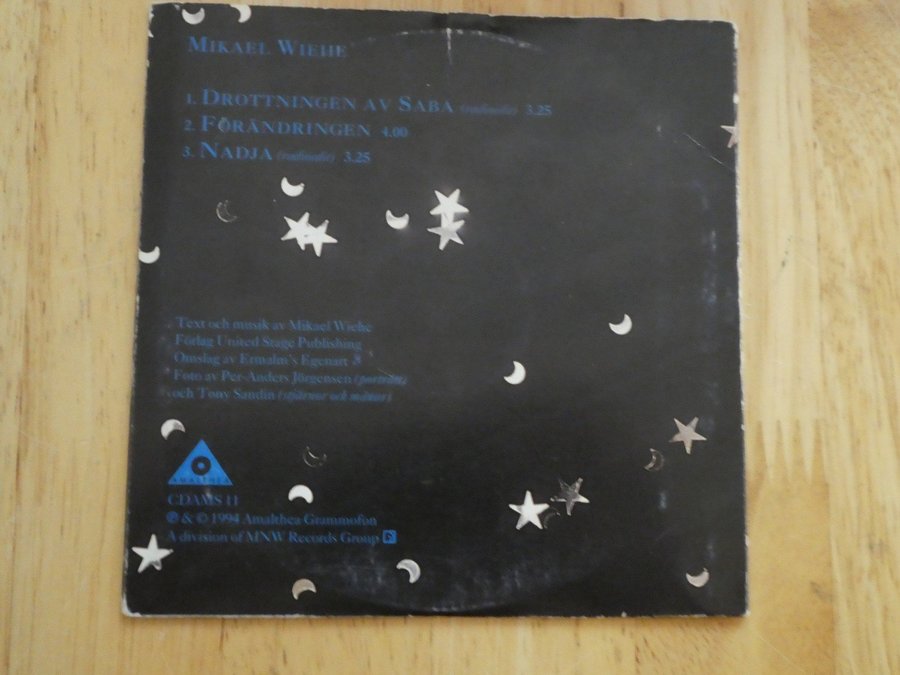 MIKAEL WIEHE
1. DROTTNINGEN AV SABA (radioedit) 3.25
2. FÖRÄNDRINGEN 4.00
3. NADJA (radioedit) 3.25
Text och musik av Mikael Wiehe
Förlag United Stage Publishing
Omslag av Ermalm's Egenart
Foto av Per-Anders Jörgensen (porträtt)
och Tony Sandin (stjärnor och månar)
AMALTHEA
CDAMS 11
℗ & © 1994 Amalthea Grammofon
A division of MNW Records Group